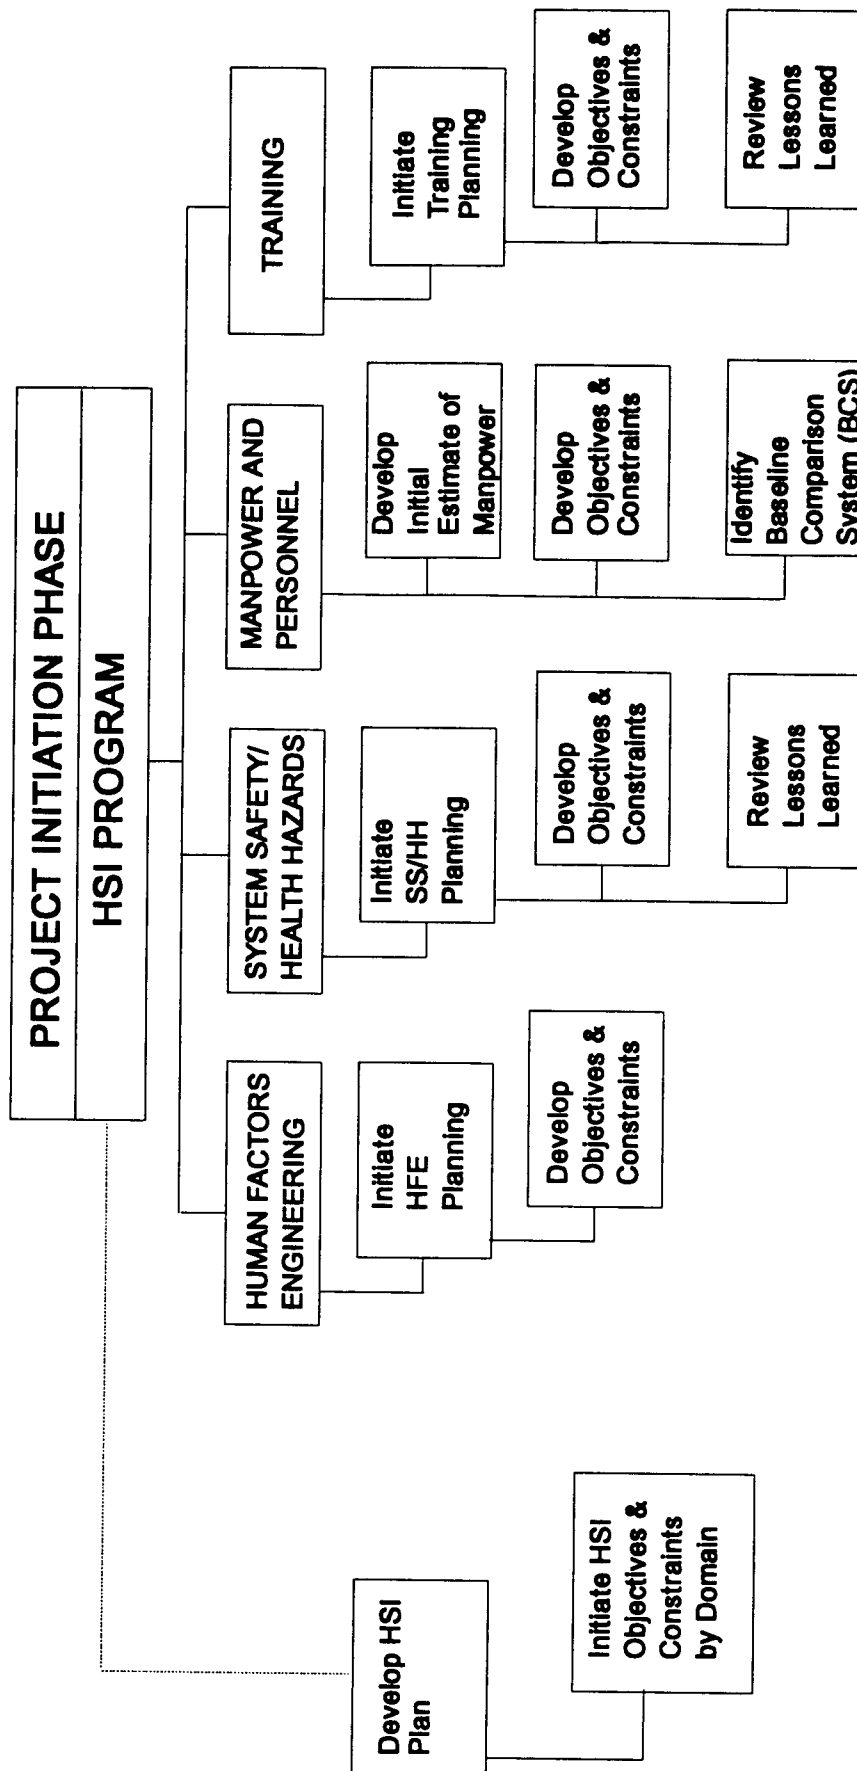 PROJECT INITIATION PHASE
HSI PROGRAM
Develop HSI
Plan
Initiate HSI
Objectives &
Constraints
by Domain
HUMAN FACTORS
ENGINEERING
Initiate
HFE
Planning
Develop
Objectives &
Constraints
SYSTEM SAFETY/
HEALTH HAZARDS
Initiate
SS/HH
Planning
Develop
Objectives &
Constraints
Review
Lessons
Learned
MANPOWER AND
PERSONNEL
Develop
Initial
Estimate of
Manpower
Develop
Objectives &
Constraints
Identify
Baseline
Comparison
System (BCS)
TRAINING
Initiate
Training
Planning
Develop
Objectives &
Constraints
Review
Lessons
Learned